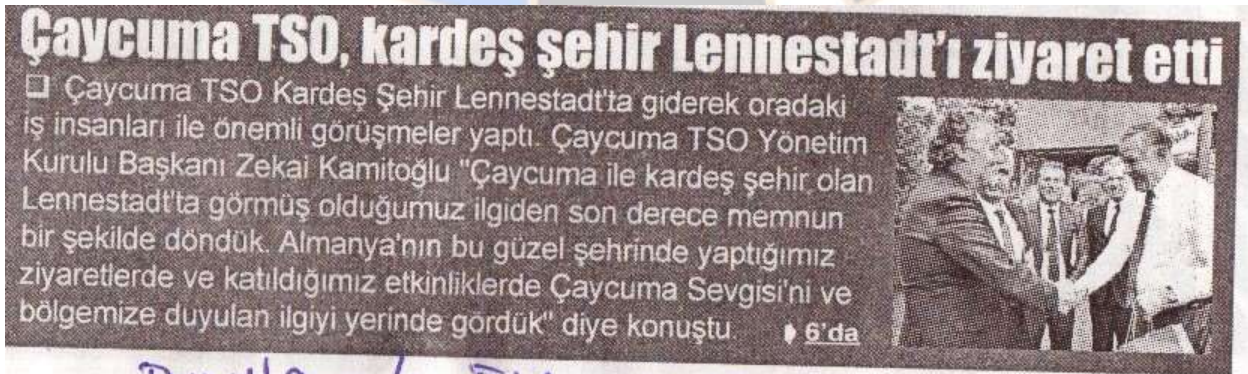 Çaycuma TSO, kardeş şehir Lennestadt'ı ziyaret etti
❑ Çaycuma TSO Kardeş Şehir Lennestadt'ta giderek oradaki
iş insanları ile önemli görüşmeler yaptı. Çaycuma TSO Yönetim
Kurulu Başkanı Zekai Kamitoğlu "Çaycuma ile kardeş şehir olan
Lennestadt'ta görmüş olduğumuz ilgiden son derece memnun
bir şekilde döndük. Almanya'nın bu güzel şehrinde yaptığımız
ziyaretlerde ve katıldığımız etkinliklerde Çaycuma Sevgisi'ni ve
bölgemize duyulan ilgiyi yerinde gördük" diye konuştu. 6'da